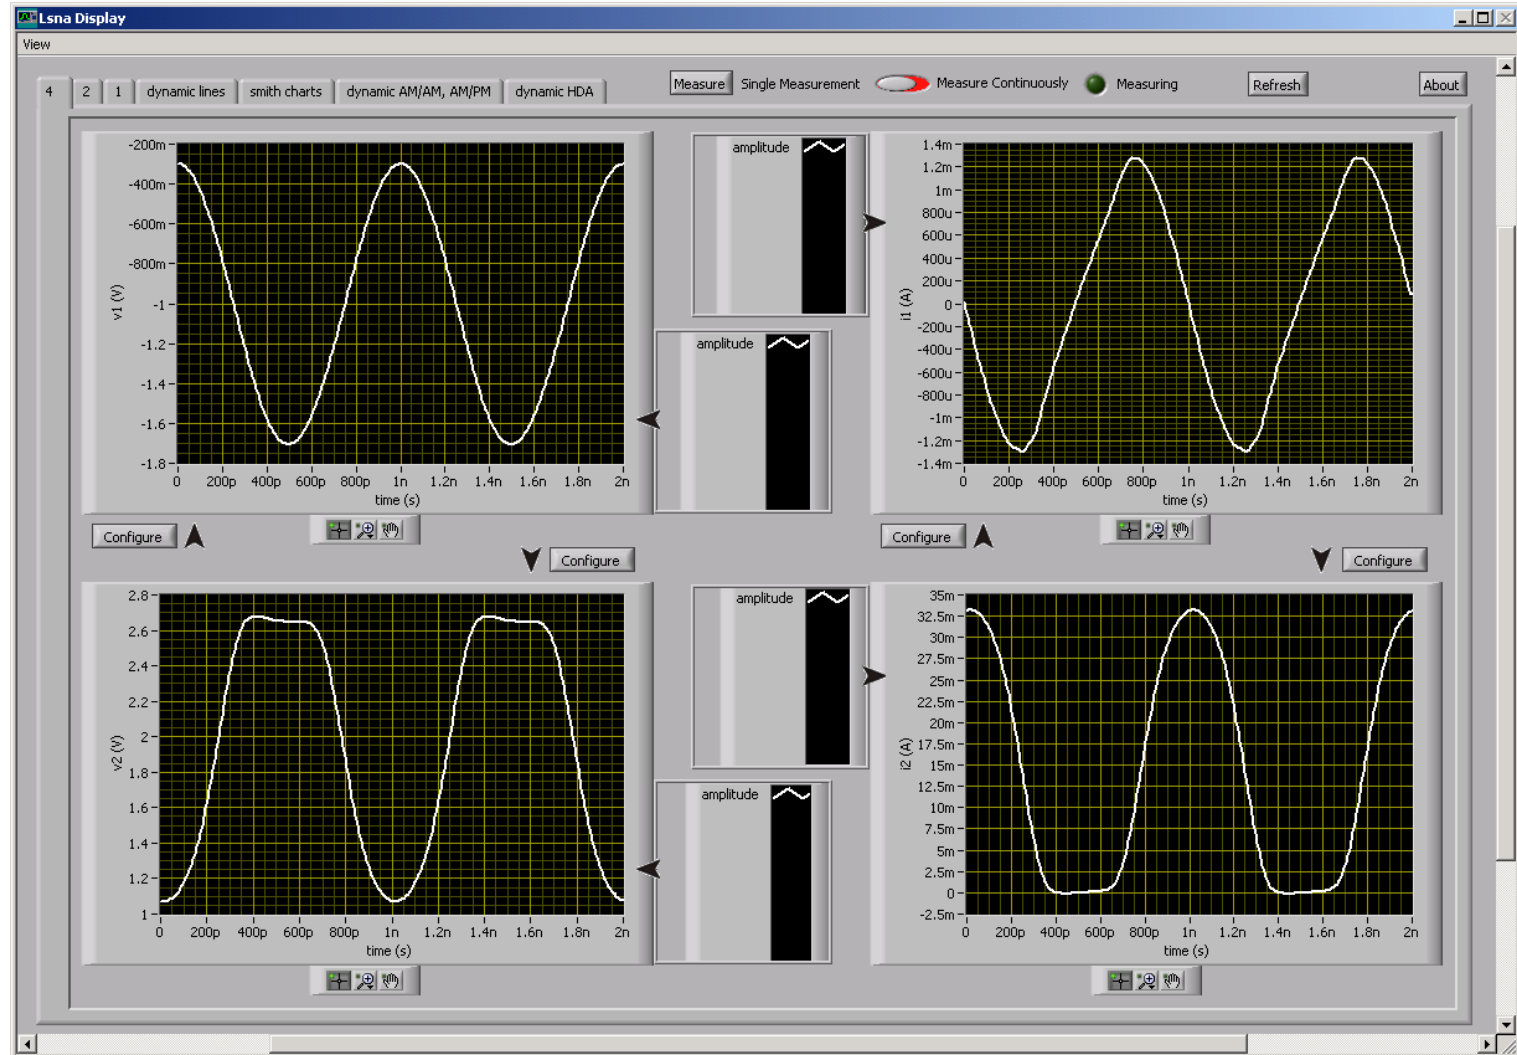 Lsna Display
View
4 2 1 dynamic lines smith charts dynamic AM/AM, AM/PM dynamic HDA
Measure Single Measurement Measure Continuously Measuring Refresh About
-200m
-400m
-600m
-800m
-1
-1.2
-1.4
-1.6
-1.8
v1 (V)
0 200p 400p 600p 800p 1n 1.2n 1.4n 1.6n 1.8n 2n
time (s)
amplitude
amplitude
1.4m
1.2m
1m
800u
600u
400u
200u
0
-200u
-400u
-600u
-800u
-1m
-1.2m
-1.4m
i1 (A)
0 200p 400p 600p 800p 1n 1.2n 1.4n 1.6n 1.8n 2n
time (s)
Configure
Configure
Configure
Configure
2.8
2.6
2.4
2.2
2
1.8
1.6
1.4
1.2
1
v2 (V)
0 200p 400p 600p 800p 1n 1.2n 1.4n 1.6n 1.8n 2n
time (s)
amplitude
amplitude
35m
32.5m
30m
27.5m
25m
22.5m
20m
17.5m
15m
12.5m
10m
7.5m
5m
2.5m
0
-2.5m
i2 (A)
0 200p 400p 600p 800p 1n 1.2n 1.4n 1.6n 1.8n 2n
time (s)